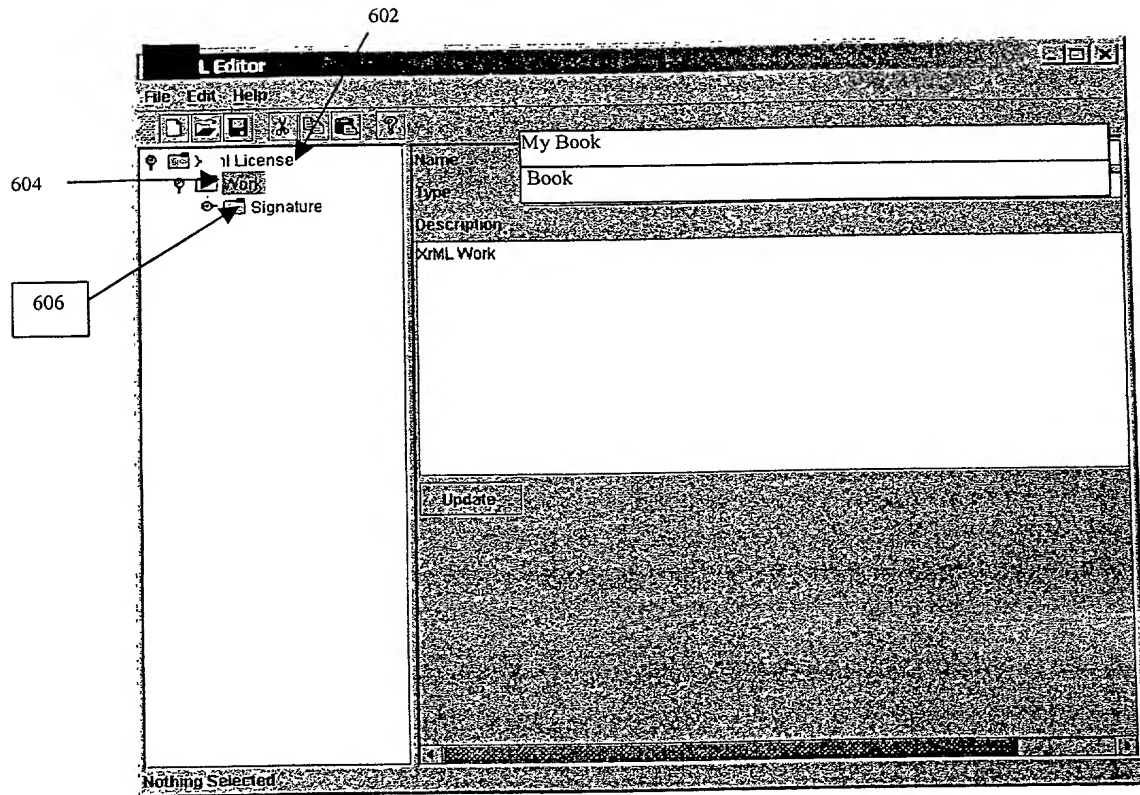 602
L Editor
File Edit Help
l License
Name
My Book
604
Work
Type
Book
Signature
Description
XrML Work
606
Update
Nothing Selected